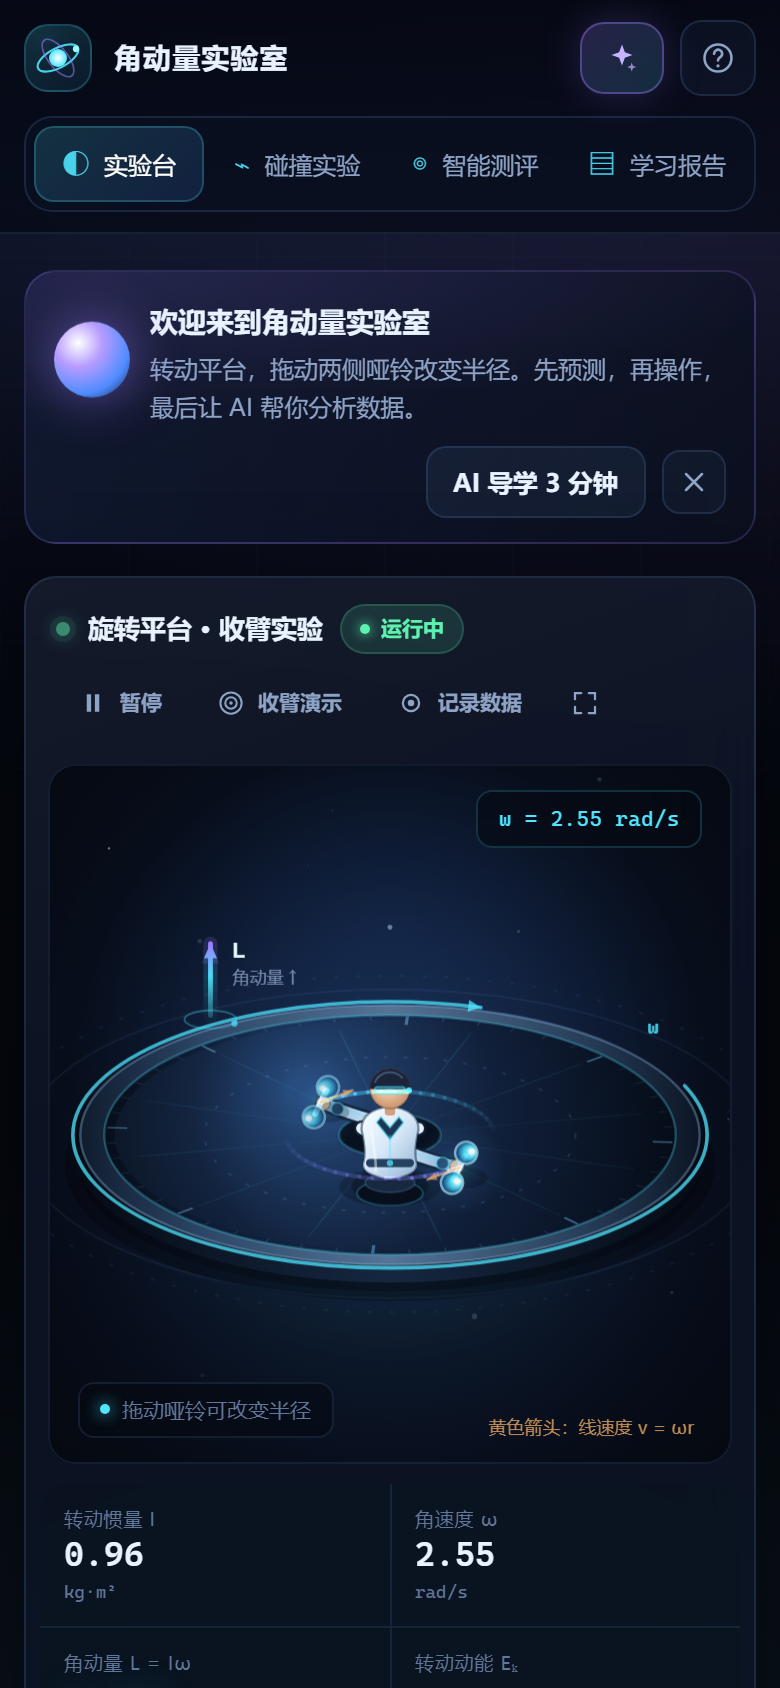 角动量实验室
实验台
碰撞实验
智能测评
学习报告
欢迎来到角动量实验室
转动平台，拖动两侧哑铃改变半径。先预测，再操作，
最后让 AI 帮你分析数据。
AI 导学 3 分钟
旋转平台 • 收臂实验
运行中
暂停
收臂演示
记录数据
ω = 2.55 rad/s
L
角动量↑
ω
拖动哑铃可改变半径
黄色箭头：线速度 v = ωr
转动惯量 I
0.96
kg·m²
角速度 ω
2.55
rad/s
角动量 L = Iω
转动动能 Eₖ